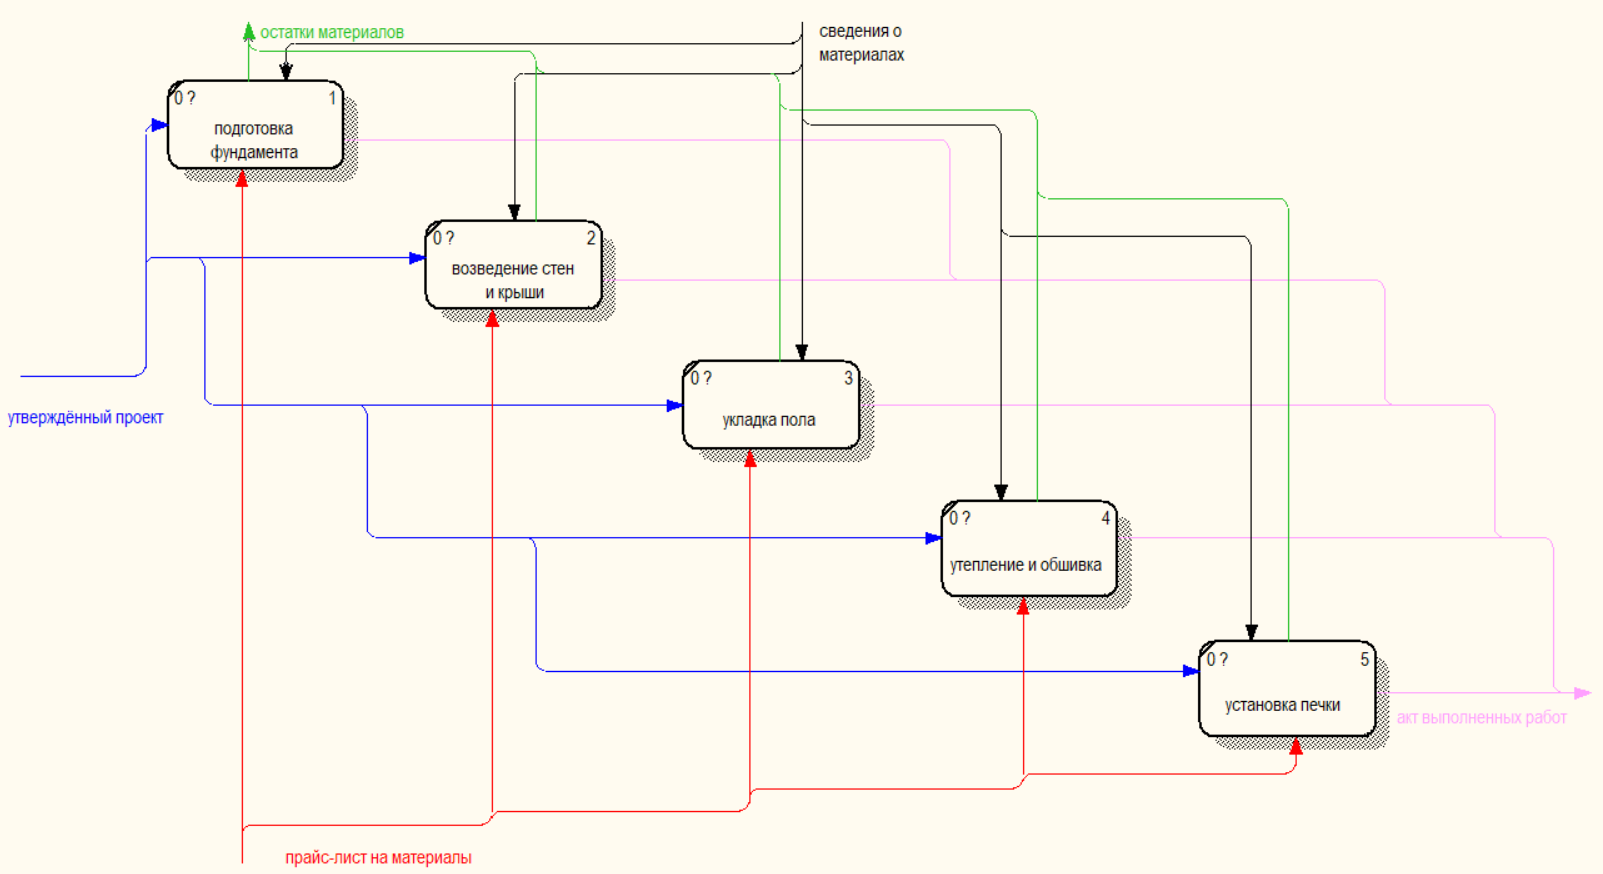 остатки материалов
сведения о
материалах
0 ? 1
подготовка
фундамента
0 ? 2
возведение стен
и крыши
0 ? 3
укладка пола
утверждённый проект
0 ? 4
утепление и обшивка
0 ? 5
установка печки
акт выполненных работ
прайс-лист на материалы